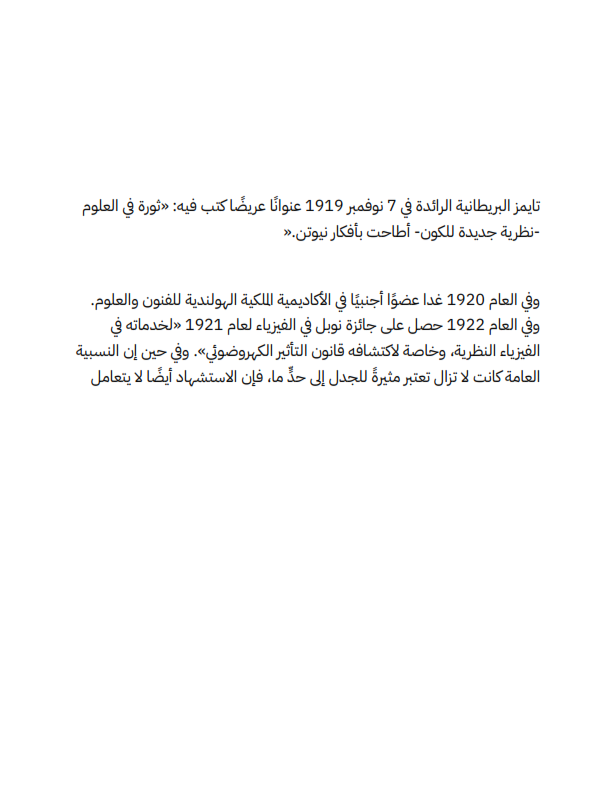 تايمز البريطانية الرائدة في 7 نوفمبر 1919 عنوانًا عريضًا كتب فيه: «ثورة في العلوم
-نظرية جديدة للكون- أطاحت بأفكار نيوتن.»
وفي العام 1920 غدا عضوًا أجنبيًا في الأكاديمية الملكية الهولندية للفنون والعلوم.
وفي العام 1922 حصل على جائزة نوبل في الفيزياء لعام 1921 «لخدماته في
الفيزياء النظرية، وخاصة لاكتشافه قانون التأثير الكهروضوئي». وفي حين إن النسبية
العامة كانت لا تزال تعتبر مثيرةً للجدل إلى حدٍّ ما، فإن الاستشهاد أيضًا لا يتعامل